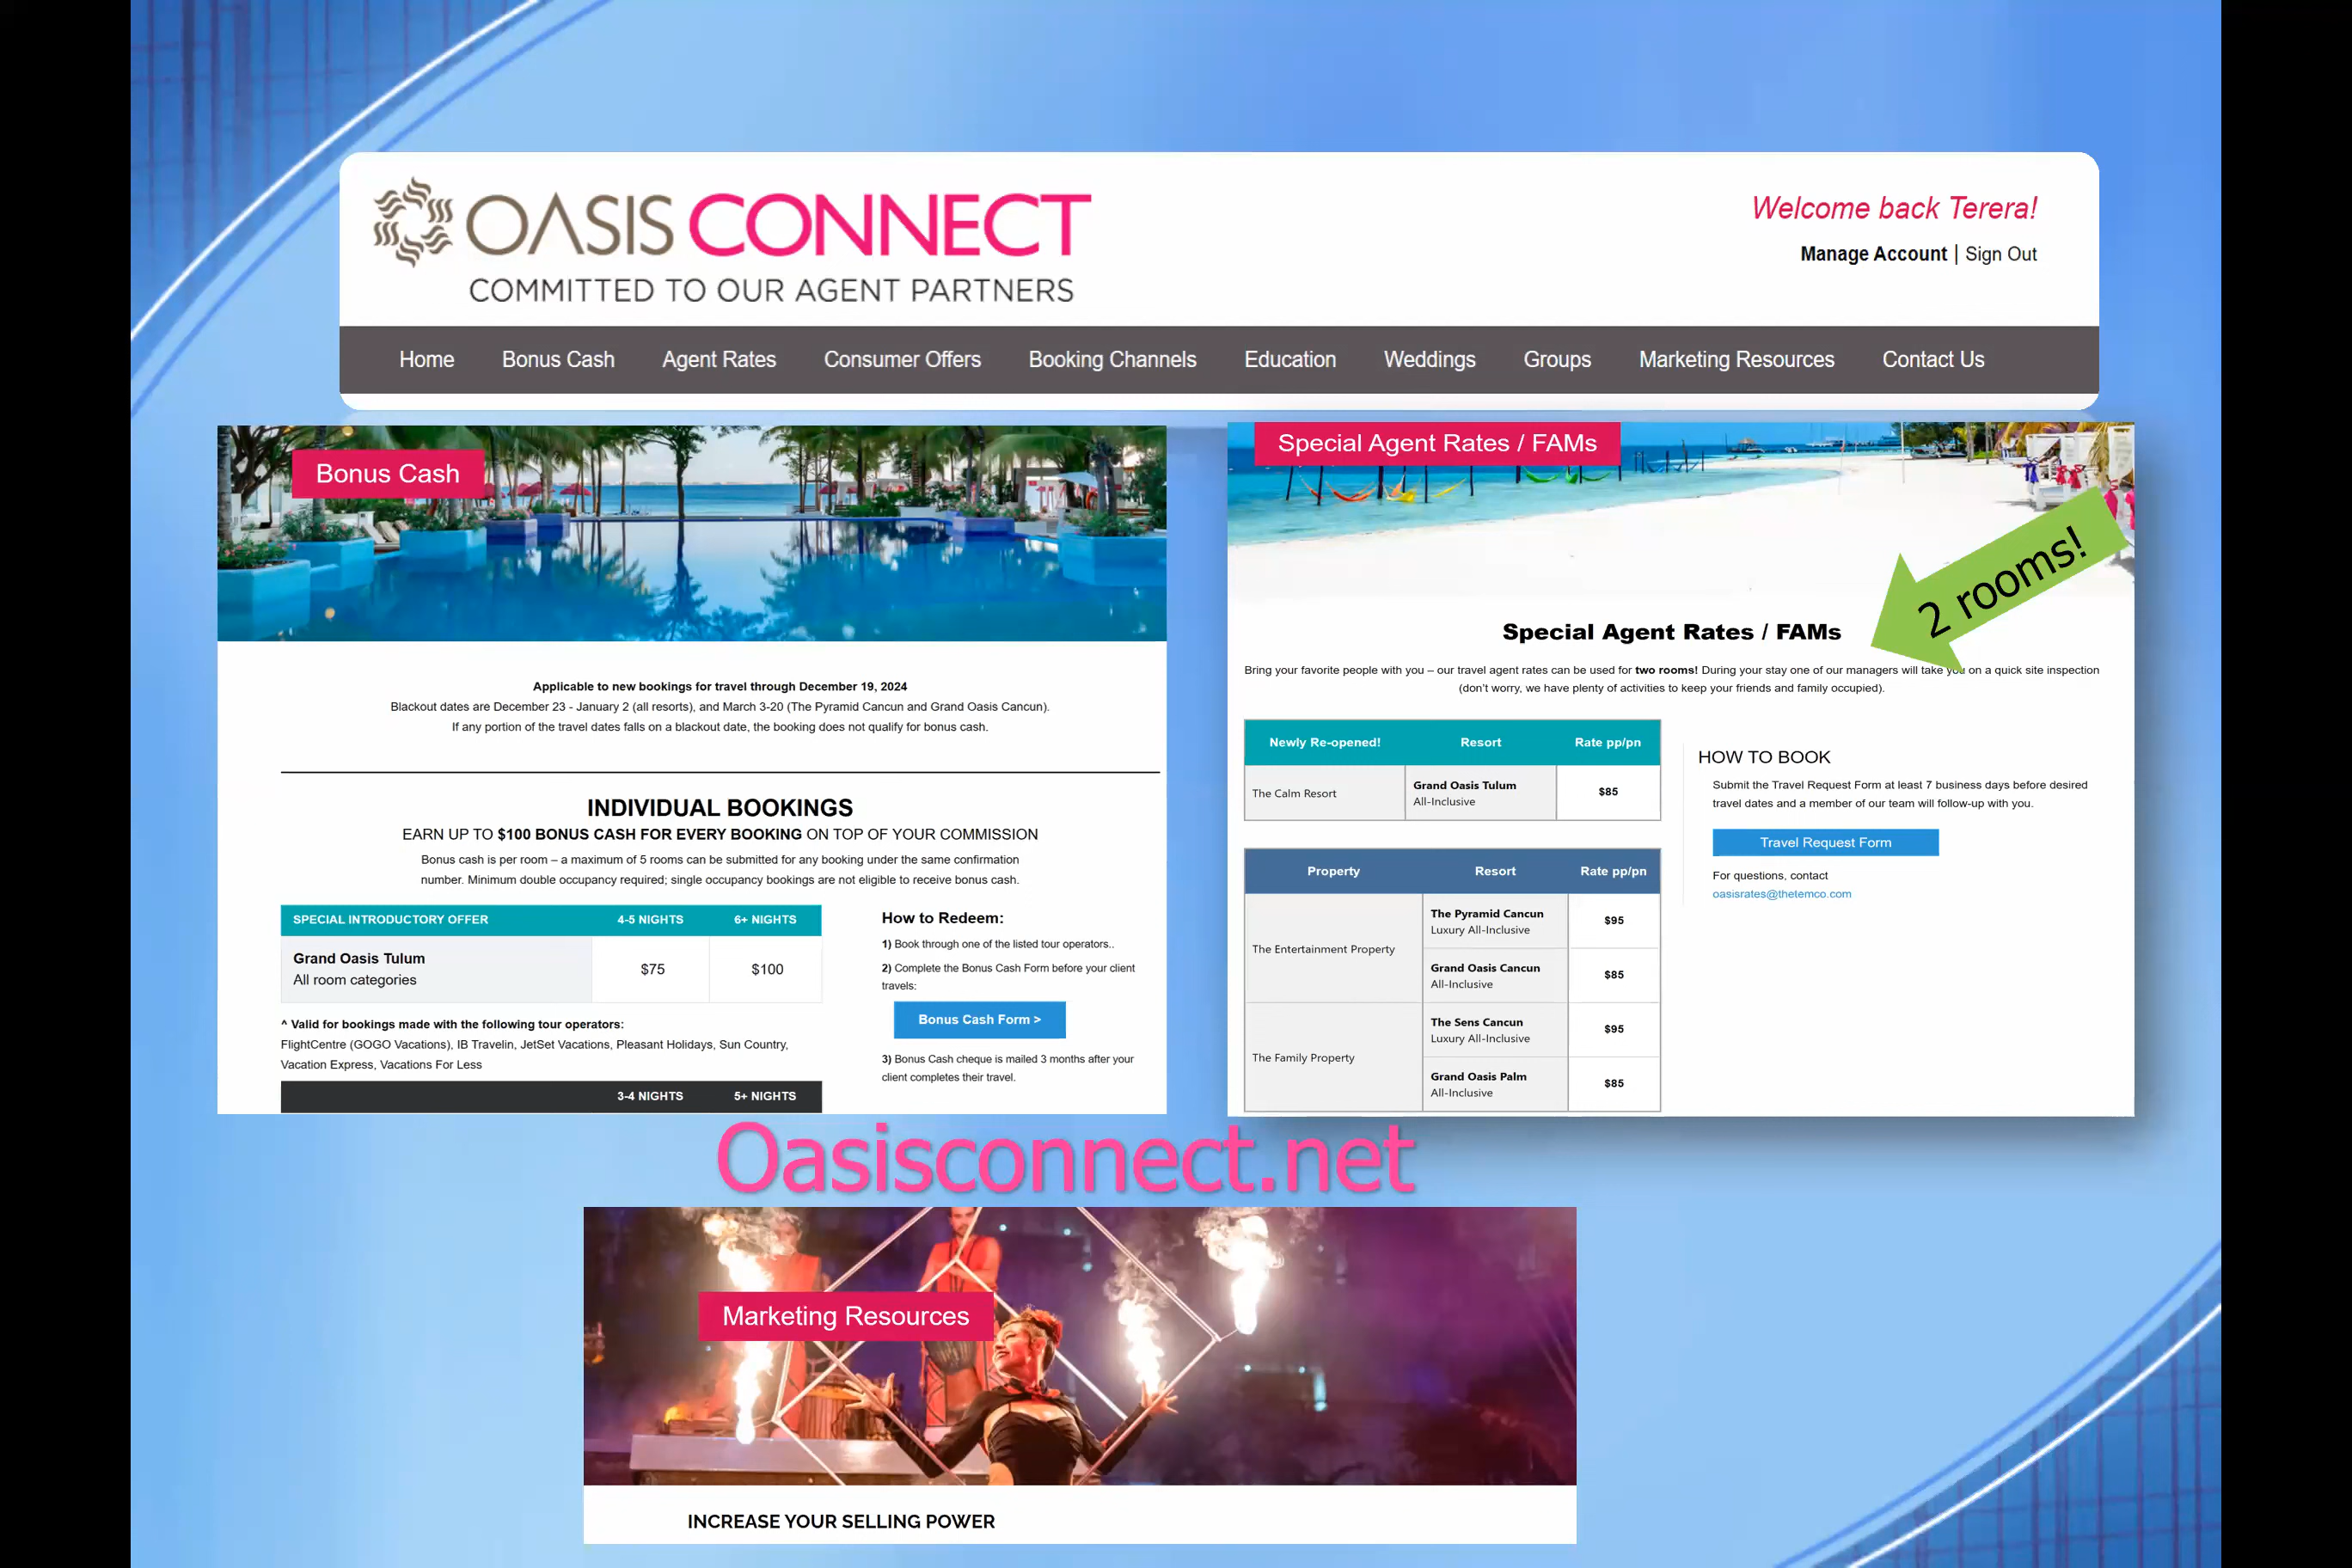 OASIS CONNECT
COMMITTED TO OUR AGENT PARTNERS
Welcome back Terera!
Manage Account | Sign Out
Home Bonus Cash Agent Rates Consumer Offers Booking Channels Education Weddings Groups Marketing Resources Contact Us
Bonus Cash
Applicable to new bookings for travel through December 19, 2024
Blackout dates are December 23 - January 2 (all resorts), and March 3-20 (The Pyramid Cancun and Grand Oasis Cancun).
If any portion of the travel dates falls on a blackout date, the booking does not qualify for bonus cash.
INDIVIDUAL BOOKINGS
EARN UP TO $100 BONUS CASH FOR EVERY BOOKING ON TOP OF YOUR COMMISSION
Bonus cash is per room – a maximum of 5 rooms can be submitted for any booking under the same confirmation
number. Minimum double occupancy required; single occupancy bookings are not eligible to receive bonus cash.
SPECIAL INTRODUCTORY OFFER 4-5 NIGHTS 6+ NIGHTS
Grand Oasis Tulum
All room categories
$75 $100
^ Valid for bookings made with the following tour operators:
FlightCentre (GOGO Vacations), IB Travelin, JetSet Vacations, Pleasant Holidays, Sun Country,
Vacation Express, Vacations For Less
3-4 NIGHTS 5+ NIGHTS
How to Redeem:
1) Book through one of the listed tour operators..
2) Complete the Bonus Cash Form before your client
travels:
Bonus Cash Form >
3) Bonus Cash cheque is mailed 3 months after your
client completes their travel.
Special Agent Rates / FAMs
2 rooms!
Special Agent Rates / FAMs
Bring your favorite people with you – our travel agent rates can be used for two rooms! During your stay one of our managers will take you on a quick site inspection
(don't worry, we have plenty of activities to keep your friends and family occupied).
Newly Re-opened! Resort Rate pp/pn
The Calm Resort
Grand Oasis Tulum
All-Inclusive
$85
Property Resort Rate pp/pn
The Entertainment Property
The Pyramid Cancun
Luxury All-Inclusive
$95
Grand Oasis Cancun
All-Inclusive
$85
The Family Property
The Sens Cancun
Luxury All-Inclusive
$95
Grand Oasis Palm
All-Inclusive
$85
HOW TO BOOK
Submit the Travel Request Form at least 7 business days before desired
travel dates and a member of our team will follow-up with you.
Travel Request Form
For questions, contact
oasisrates@thetemco.com
Oasisconnect.net
Marketing Resources
INCREASE YOUR SELLING POWER